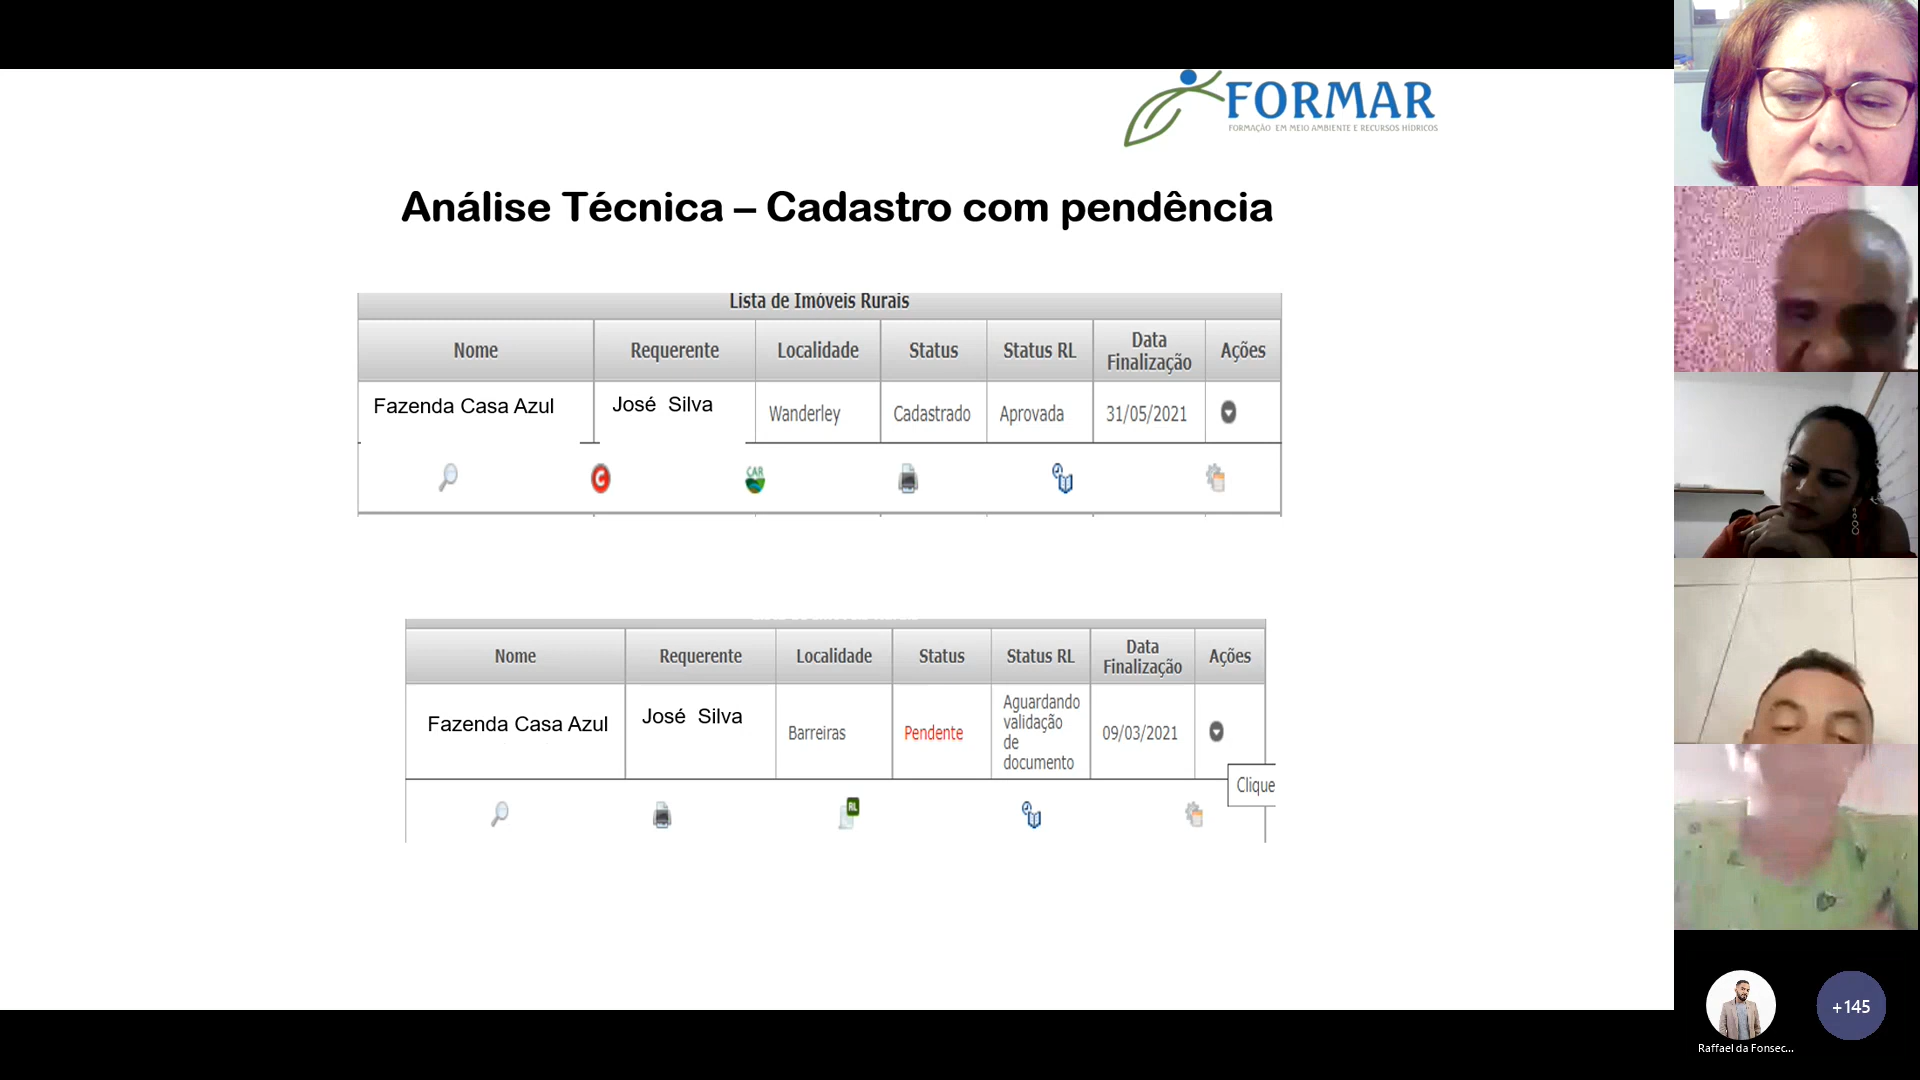 FORMAR
FORMAÇÃO EM MEIO AMBIENTE E RECURSOS HÍDRICOS
Análise Técnica – Cadastro com pendência
Lista de Imóveis Rurais
Nome Requerente Localidade Status Status RL Data Finalização Ações
Fazenda Casa Azul José Silva Wanderley Cadastrado Aprovada 31/05/2021
C CAR
Nome Requerente Localidade Status Status RL Data Finalização Ações
Fazenda Casa Azul José Silva Barreiras Pendente Aguardando validação de documento 09/03/2021
Clique
RL
+145
Raffael da Fonsec...